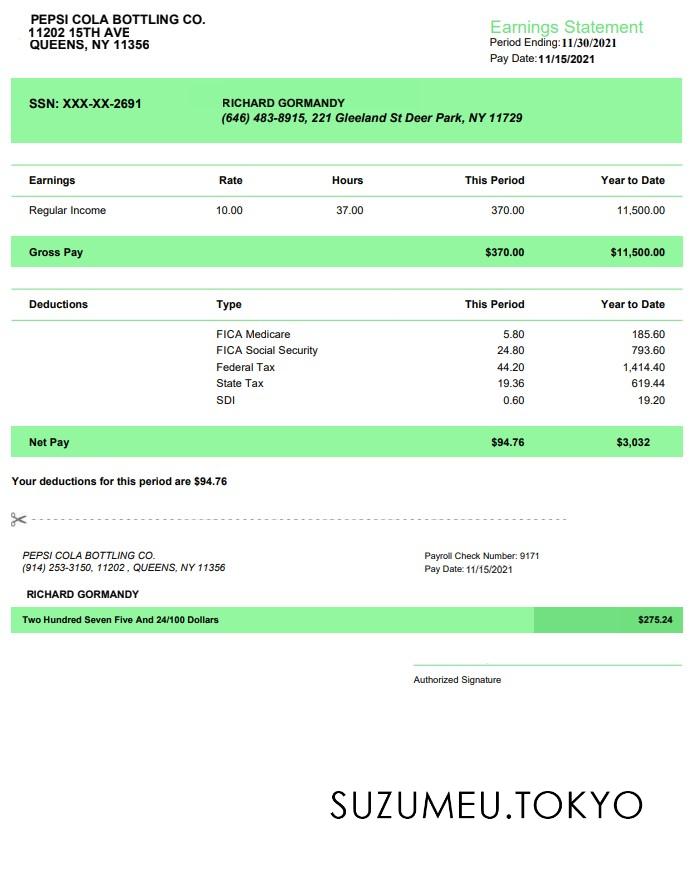 PEPSI COLA BOTTLING CO.
11202 15TH AVE
QUEENS, NY 11356
Earnings Statement
Period Ending: 11/30/2021
Pay Date: 11/15/2021
SSN: XXX-XX-2691 RICHARD GORMANDY
(646) 483-8915, 221 Gleeland St Deer Park, NY 11729
Earnings Rate Hours This Period Year to Date
Regular Income 10.00 37.00 370.00 11,500.00
Gross Pay $370.00 $11,500.00
Deductions Type This Period Year to Date
FICA Medicare 5.80 185.60
FICA Social Security 24.80 793.60
Federal Tax 44.20 1,414.40
State Tax 19.36 619.44
SDI 0.60 19.20
Net Pay $94.76 $3,032
Your deductions for this period are $94.76
PEPSI COLA BOTTLING CO.
(914) 253-3150, 11202 , QUEENS, NY 11356
Payroll Check Number: 9171
Pay Date: 11/15/2021
RICHARD GORMANDY
Two Hundred Seven Five And 24/100 Dollars $275.24
Authorized Signature
SUZUMEU.TOKYO